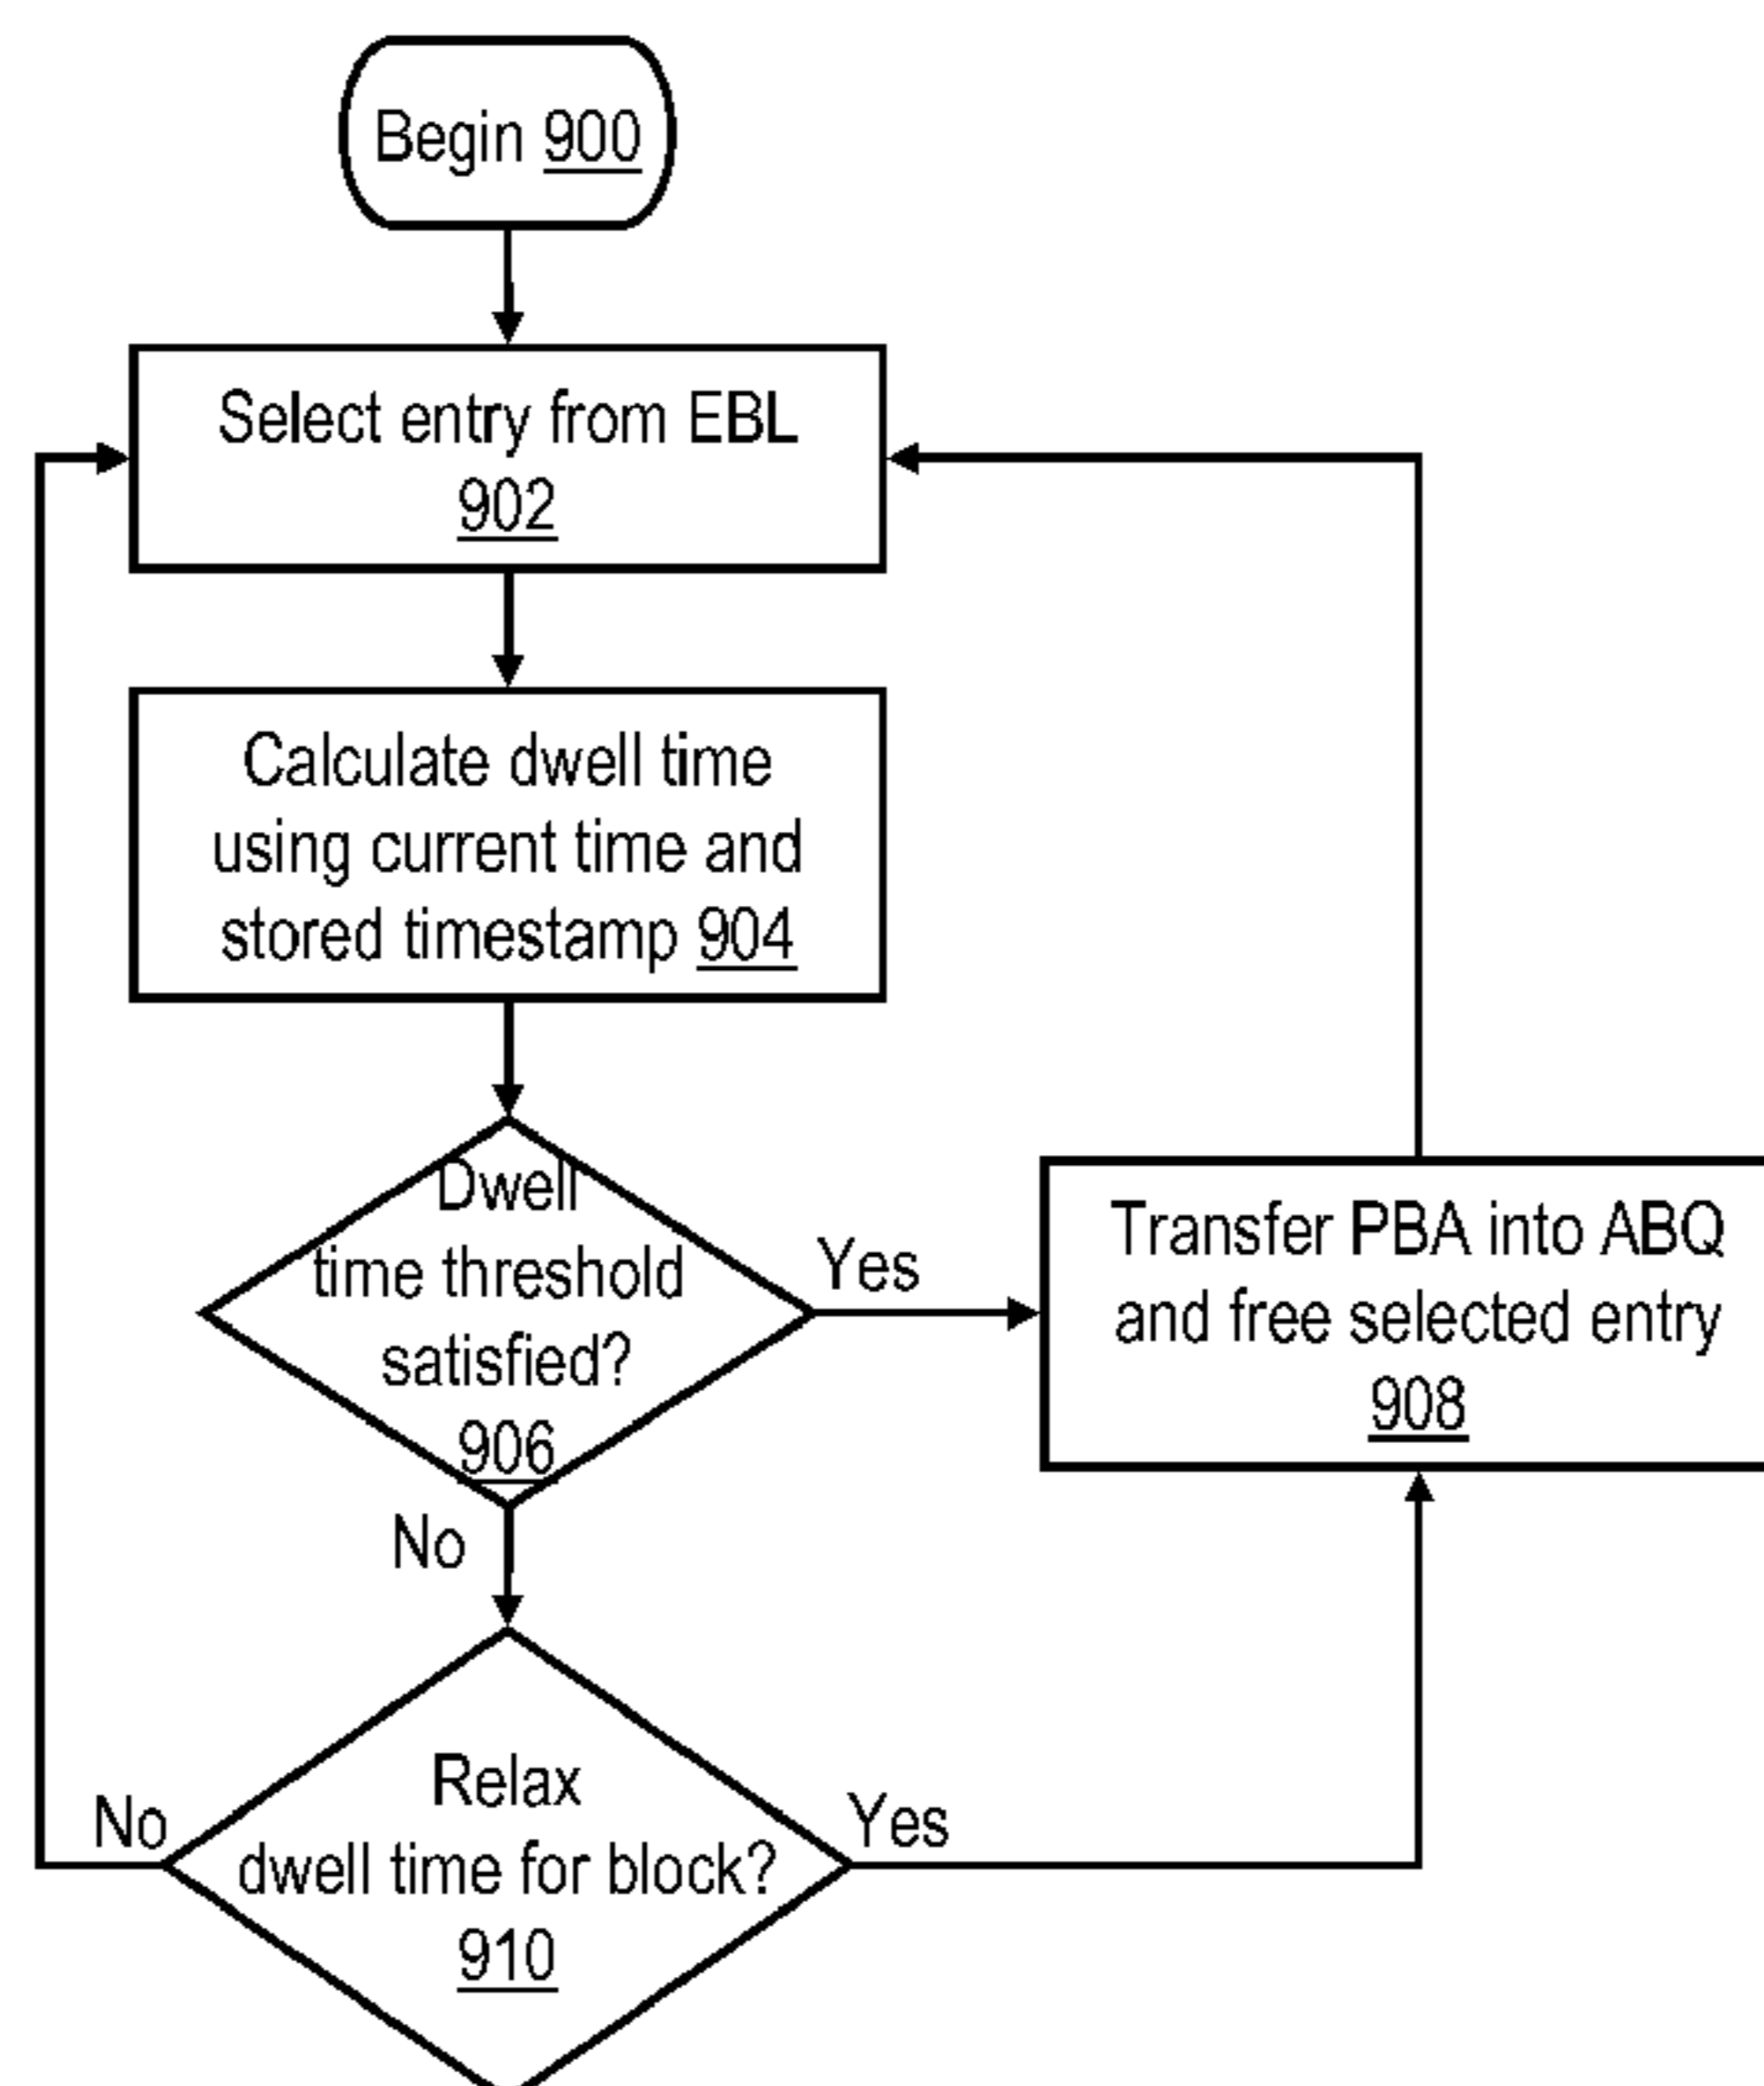 Begin 900
Select entry from EBL
902
Calculate dwell time
using current time and
stored timestamp 904
Dwell
time threshold
satisfied?
906
Yes
No
Transfer PBA into ABQ
and free selected entry
908
Relax
dwell time for block?
910
No
Yes